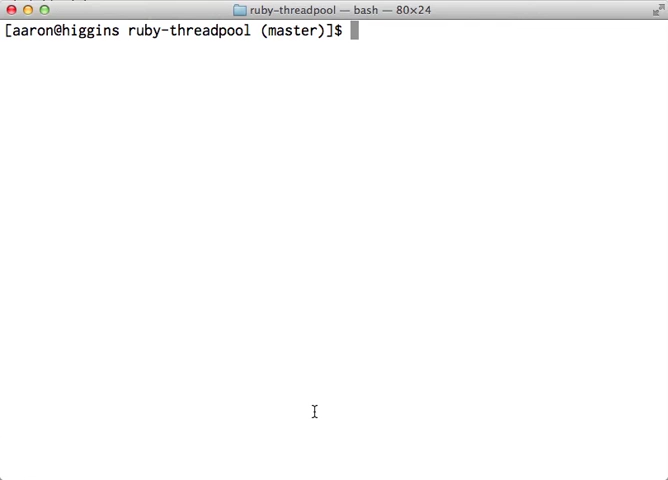 ruby-threadpool — bash — 80×24
[aaron@higgins ruby-threadpool (master)]$